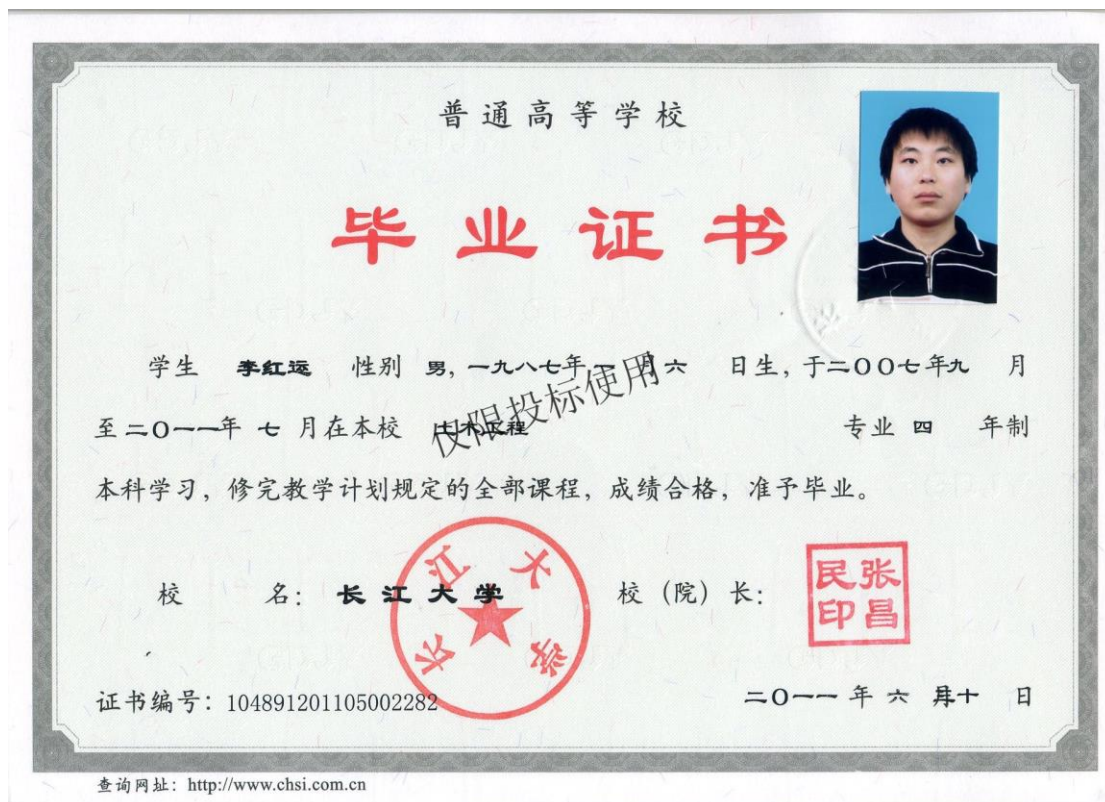 普通高等学校
毕业证书
学生 李红运 性别 男，一九八七年 一 月六 日生，于二〇〇七年九 月
至二〇一一年 七 月在本校 土木工程 专业 四 年制
仅限投标使用
本科学习，修完教学计划规定的全部课程，成绩合格，准予毕业。
校 名：长江大学 校（院）长：
长江大学
张昌民印
证书编号：104891201105002282 二〇一一 年 六 月 日
查询网址：http://www.chsi.com.cn